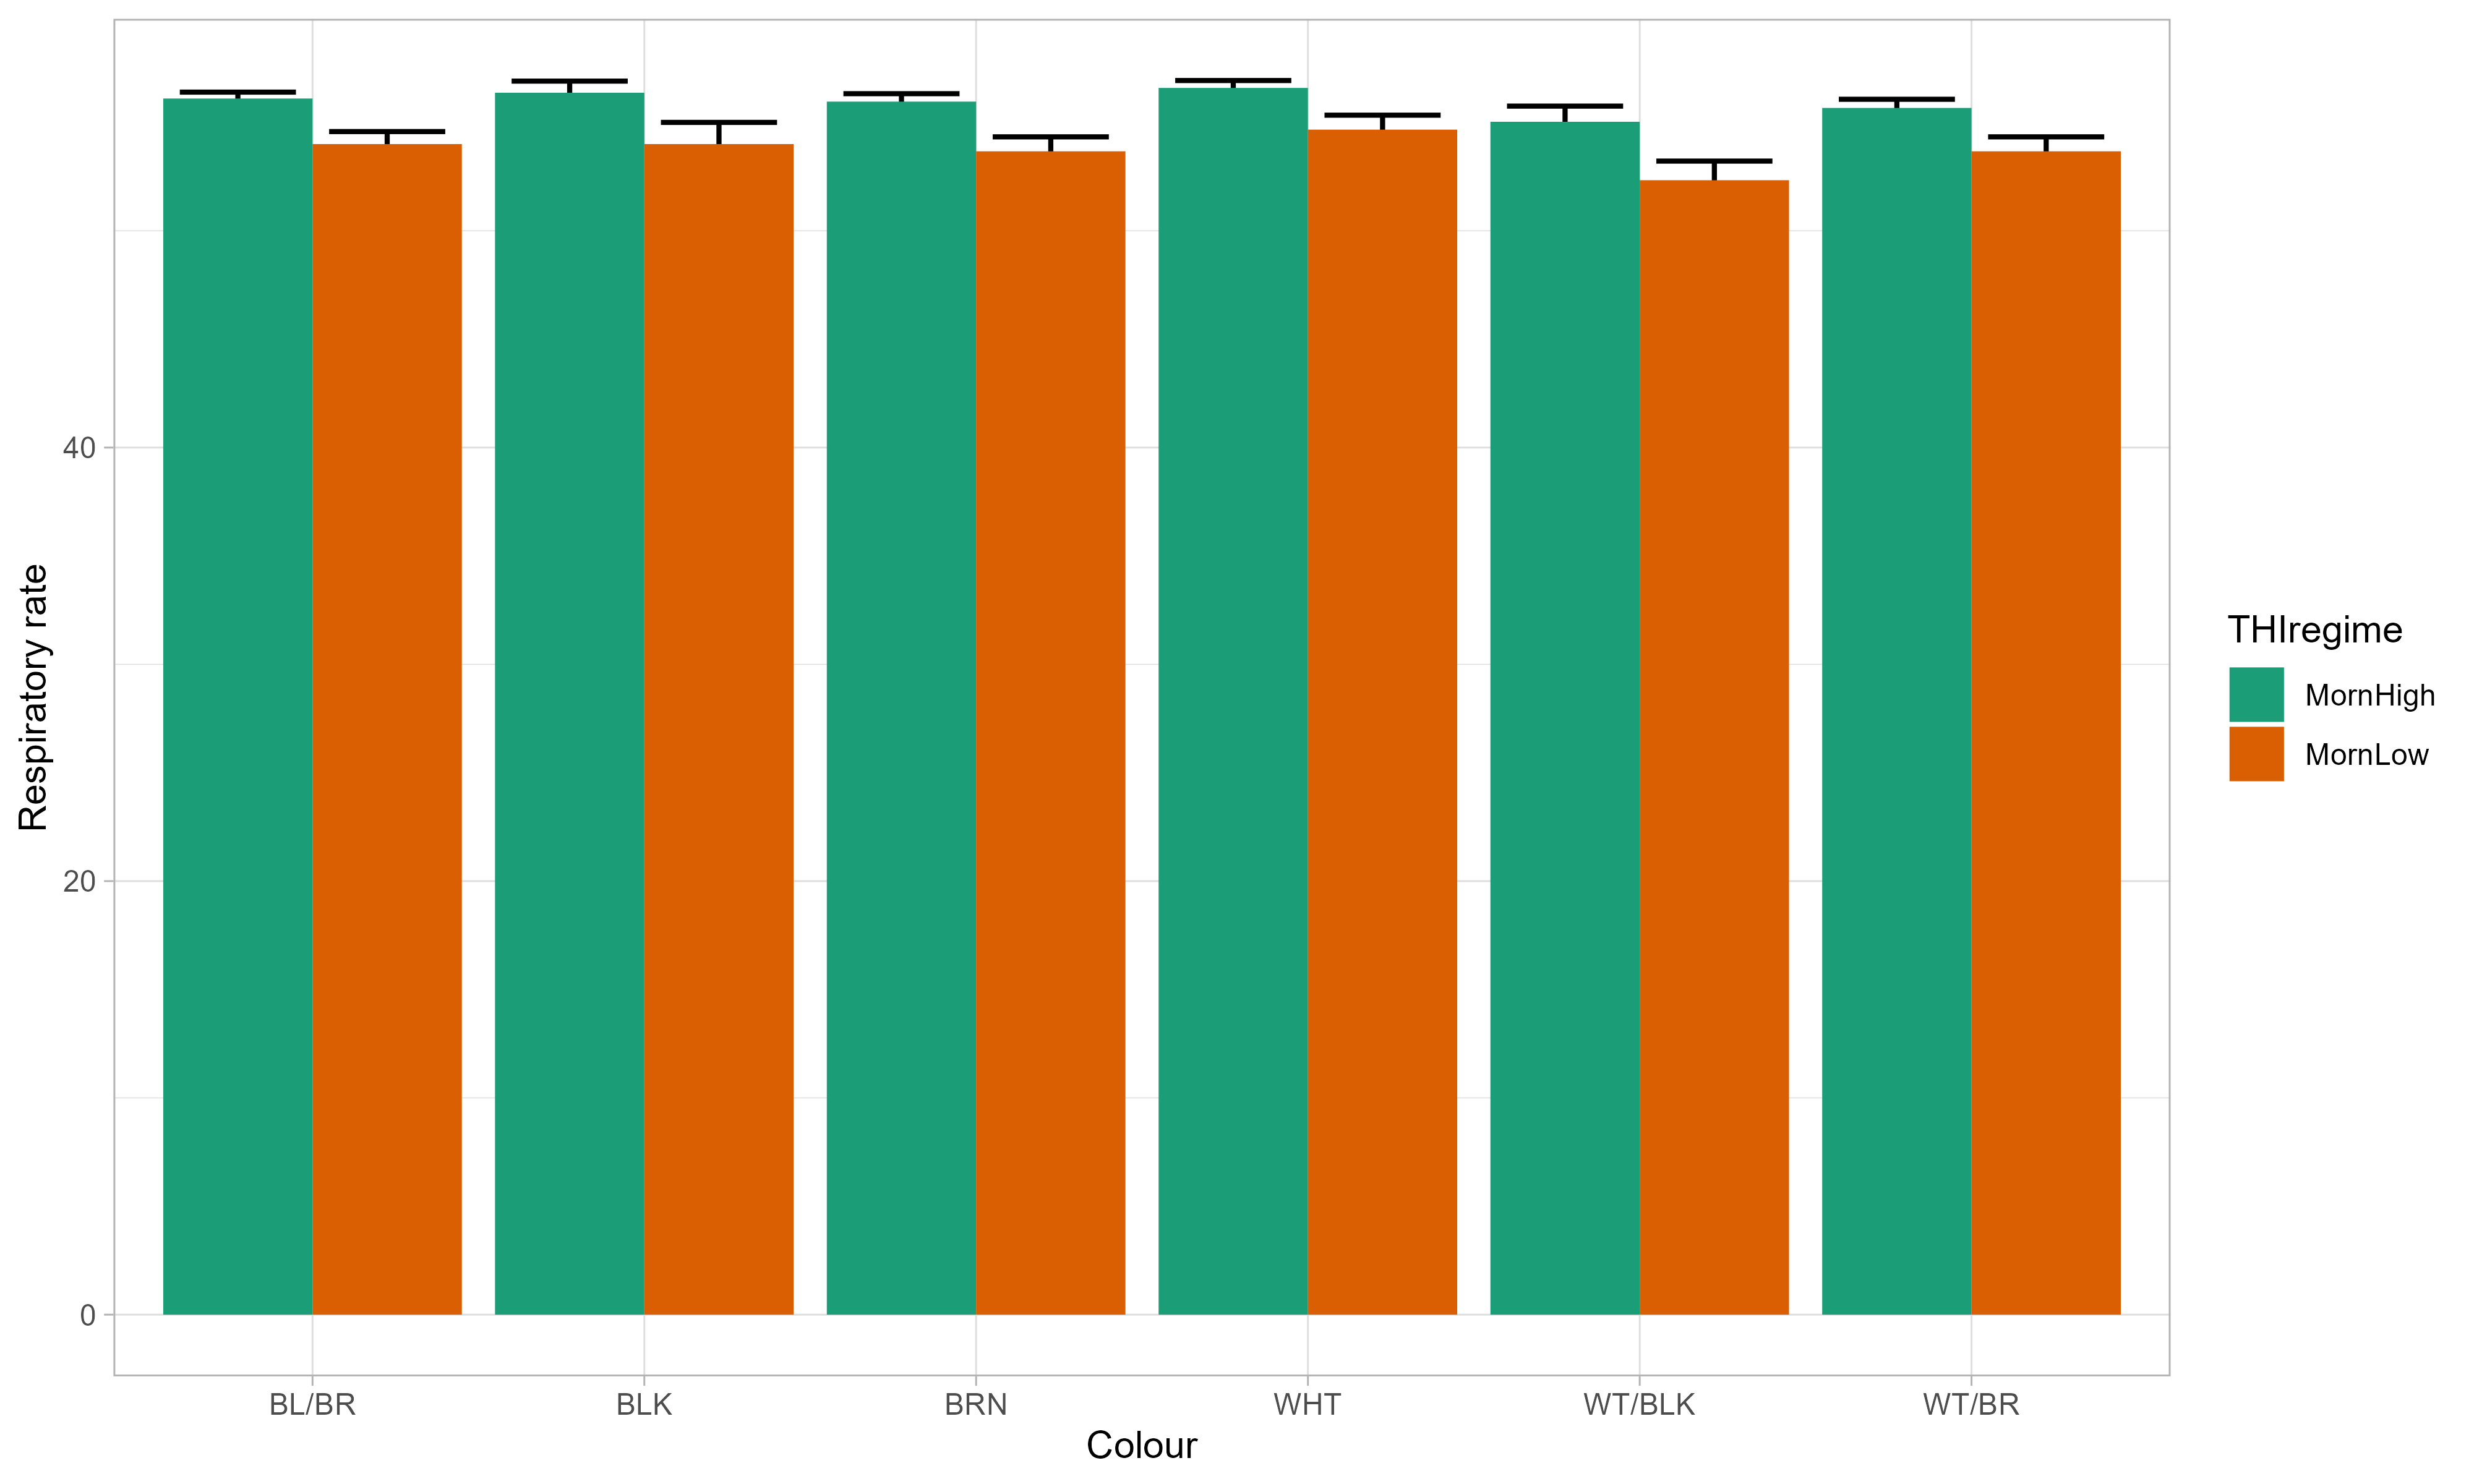 40
20
0
Respiratory rate
BL/BR
BLK
BRN
WHT
WT/BLK
WT/BR
Colour
THIregime
MornHigh
MornLow